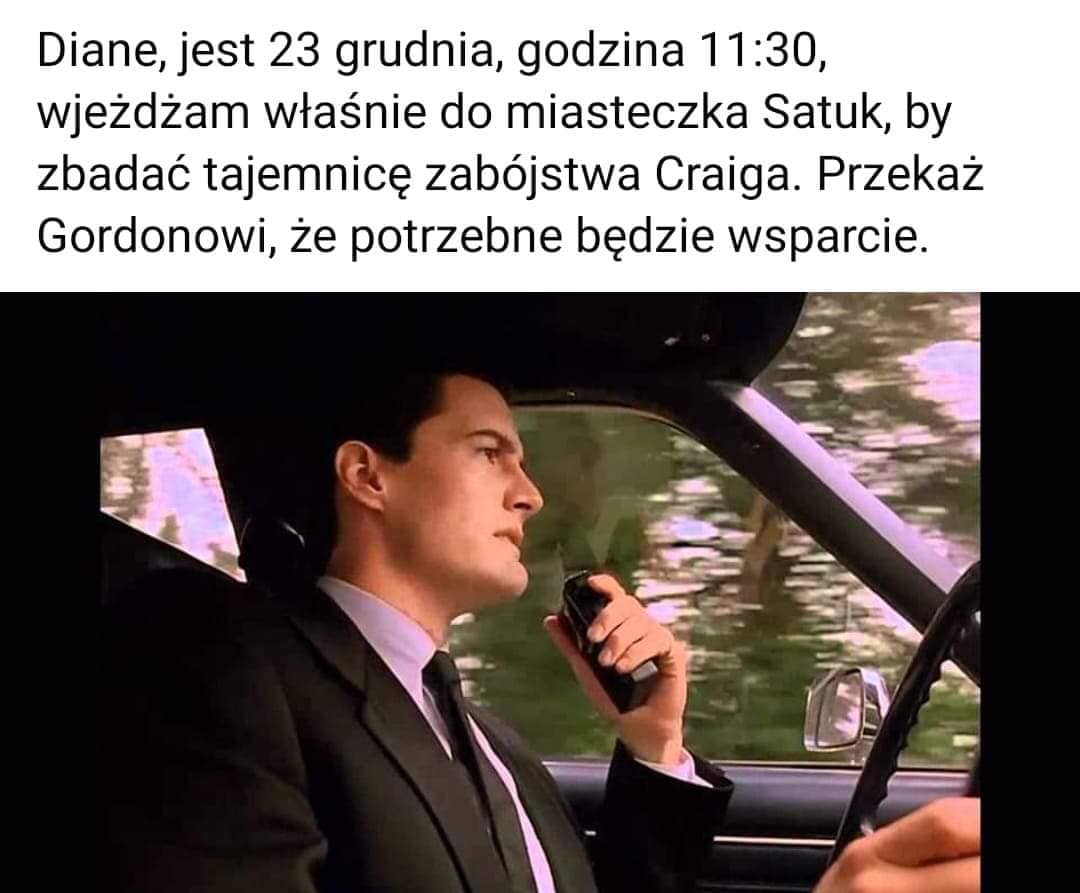 Diane, jest 23 grudnia, godzina 11:30,
wjeżdżam właśnie do miasteczka Satuk, by
zbadać tajemnicę zabójstwa Craiga. Przekaż
Gordonowi, że potrzebne będzie wsparcie.